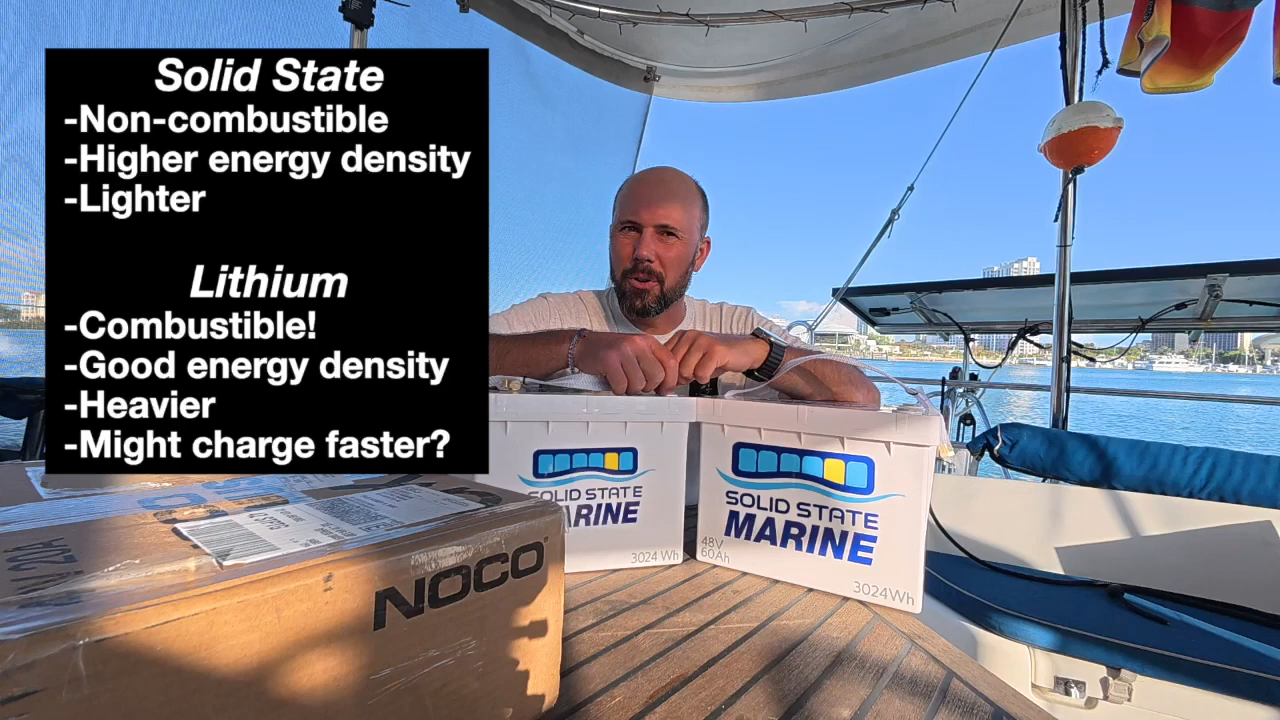 Solid State
-Non-combustible
-Higher energy density
-Lighter
Lithium
-Combustible!
-Good energy density
-Heavier
-Might charge faster?
SOLID STATE
MARINE
3024 Wh
SOLID STATE
MARINE
48V
60Ah
3024Wh
NOCO